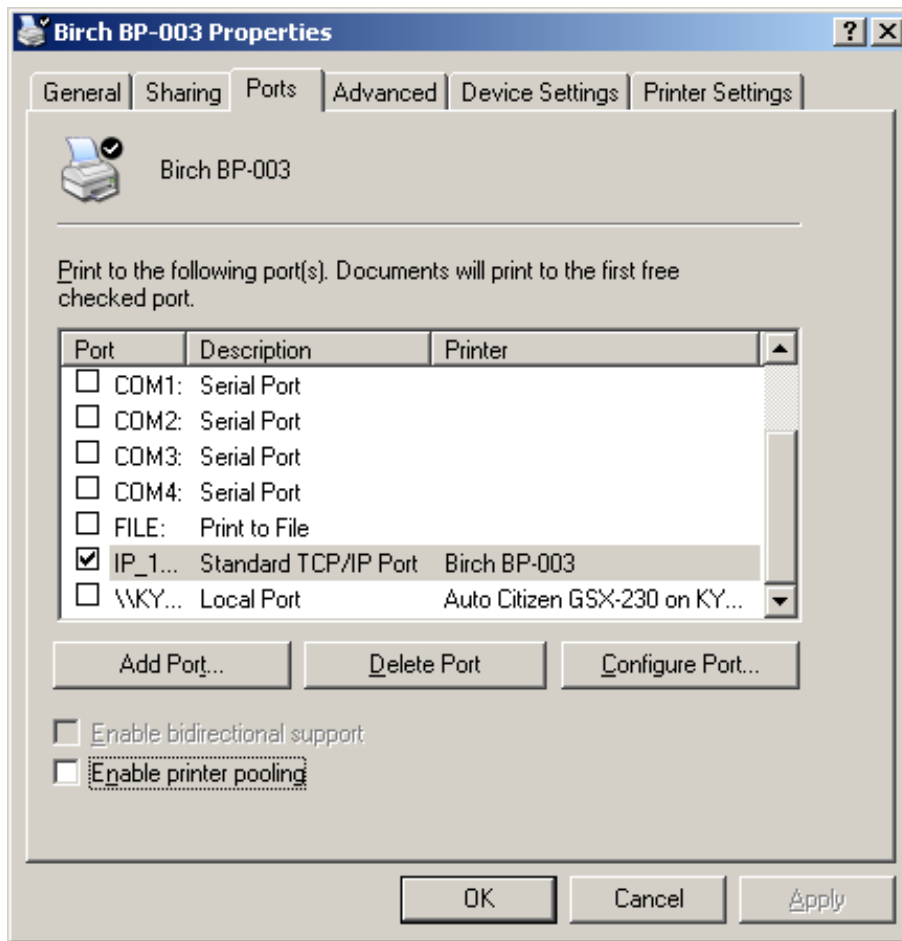 Birch BP-003 Properties
General Sharing Ports Advanced Device Settings Printer Settings
Birch BP-003
Print to the following port(s). Documents will print to the first free
checked port.
Port Description Printer
COM1: Serial Port
COM2: Serial Port
COM3: Serial Port
COM4: Serial Port
FILE: Print to File
IP_1... Standard TCP/IP Port Birch BP-003
\\KY... Local Port Auto Citizen GSX-230 on KY...
Add Port... Delete Port Configure Port...
Enable bidirectional support
Enable printer pooling
OK Cancel Apply